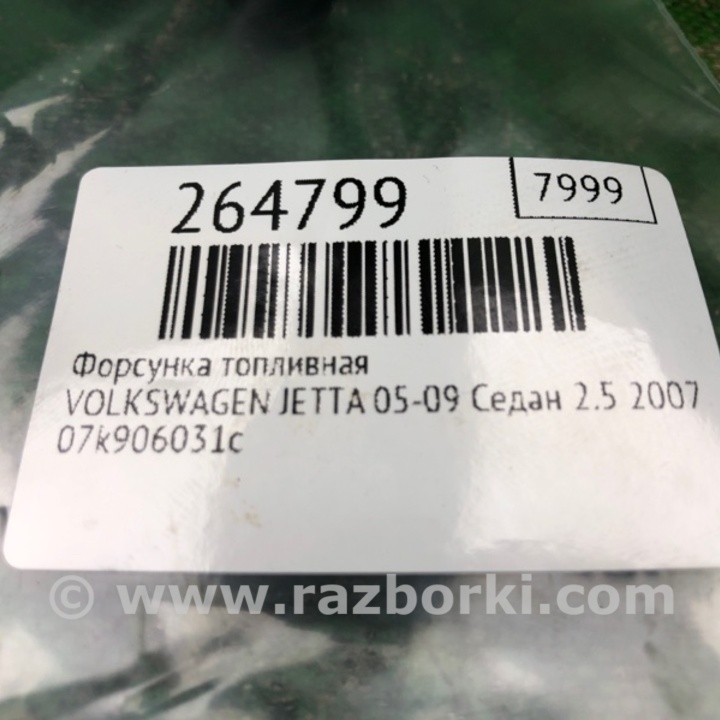 264799
7999
Форсунка топливная
VOLKSWAGEN JETTA 05-09 Седан 2.5 2007
07k906031c
© www.razborki.com